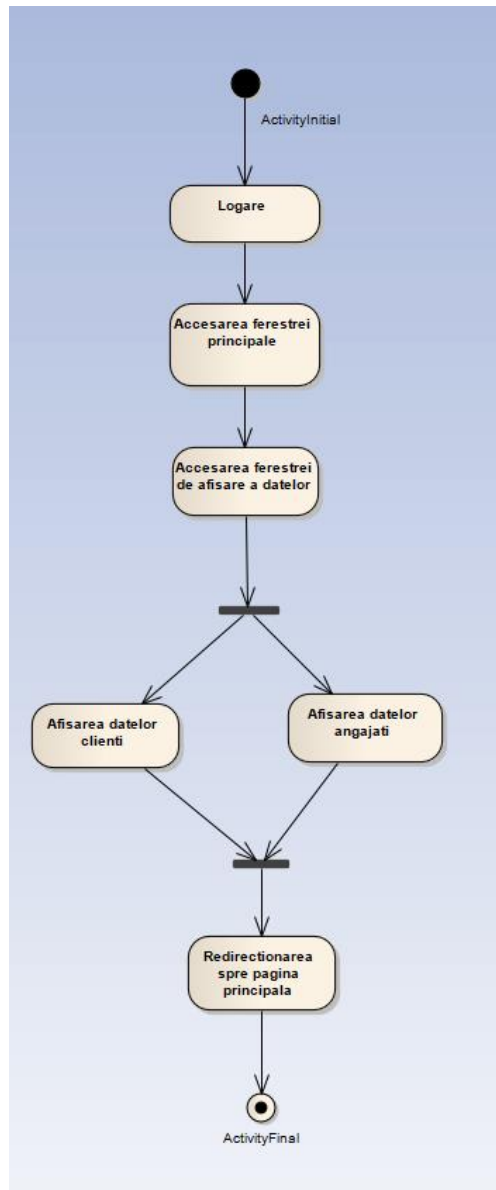 ActivityInitial
Logare
Accesarea ferestrei
principale
Accesarea ferestrei
de afisare a datelor
Afisarea datelor
clienti
Afisarea datelor
angajati
Redirectionarea
spre pagina
principala
ActivityFinal